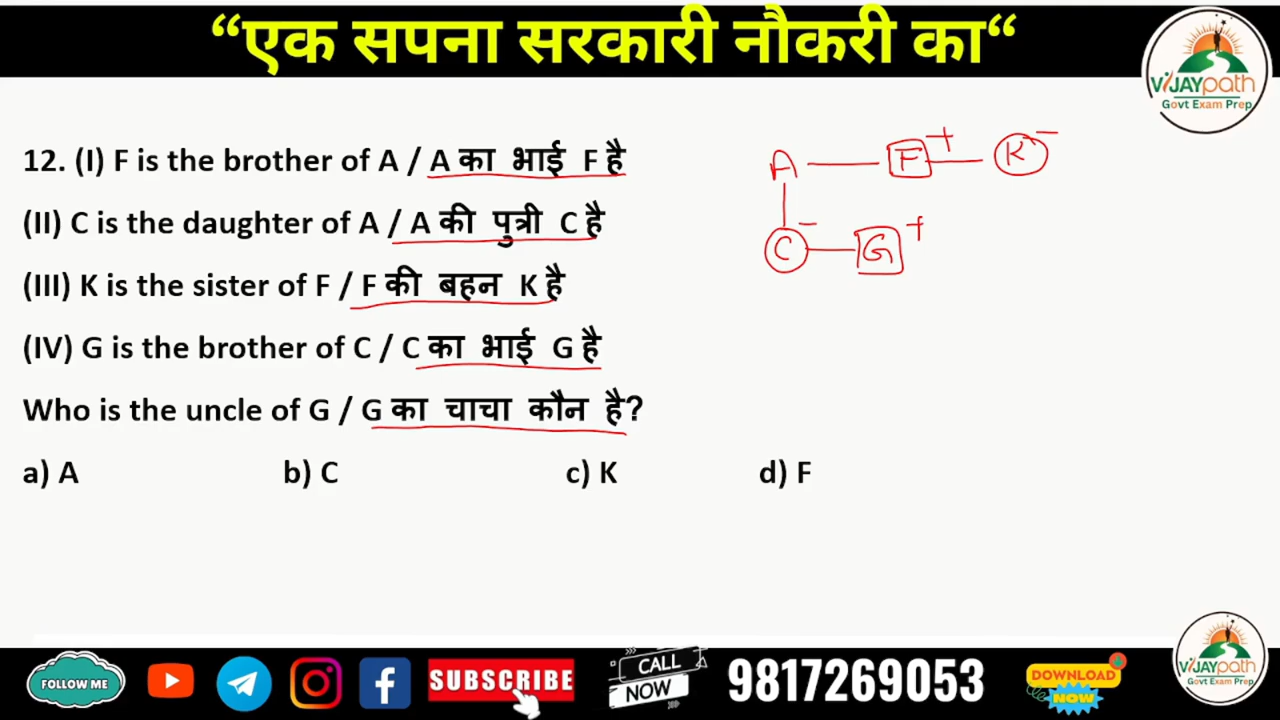 “एक सपना सरकारी नौकरी का“
VIJAYpath
Govt Exam Prep
12. (I) F is the brother of A / A का भाई F है
(II) C is the daughter of A / A की पुत्री C है
(III) K is the sister of F / F की बहन K है
(IV) G is the brother of C / C का भाई G है
Who is the uncle of G / G का चाचा कौन है?
a) A b) C c) K d) F
A F + K -
C - G +
FOLLOW ME
SUBSCRIBE
CALL
NOW
9817269053
DOWNLOAD
NOW
VIJAYpath
Govt Exam Prep